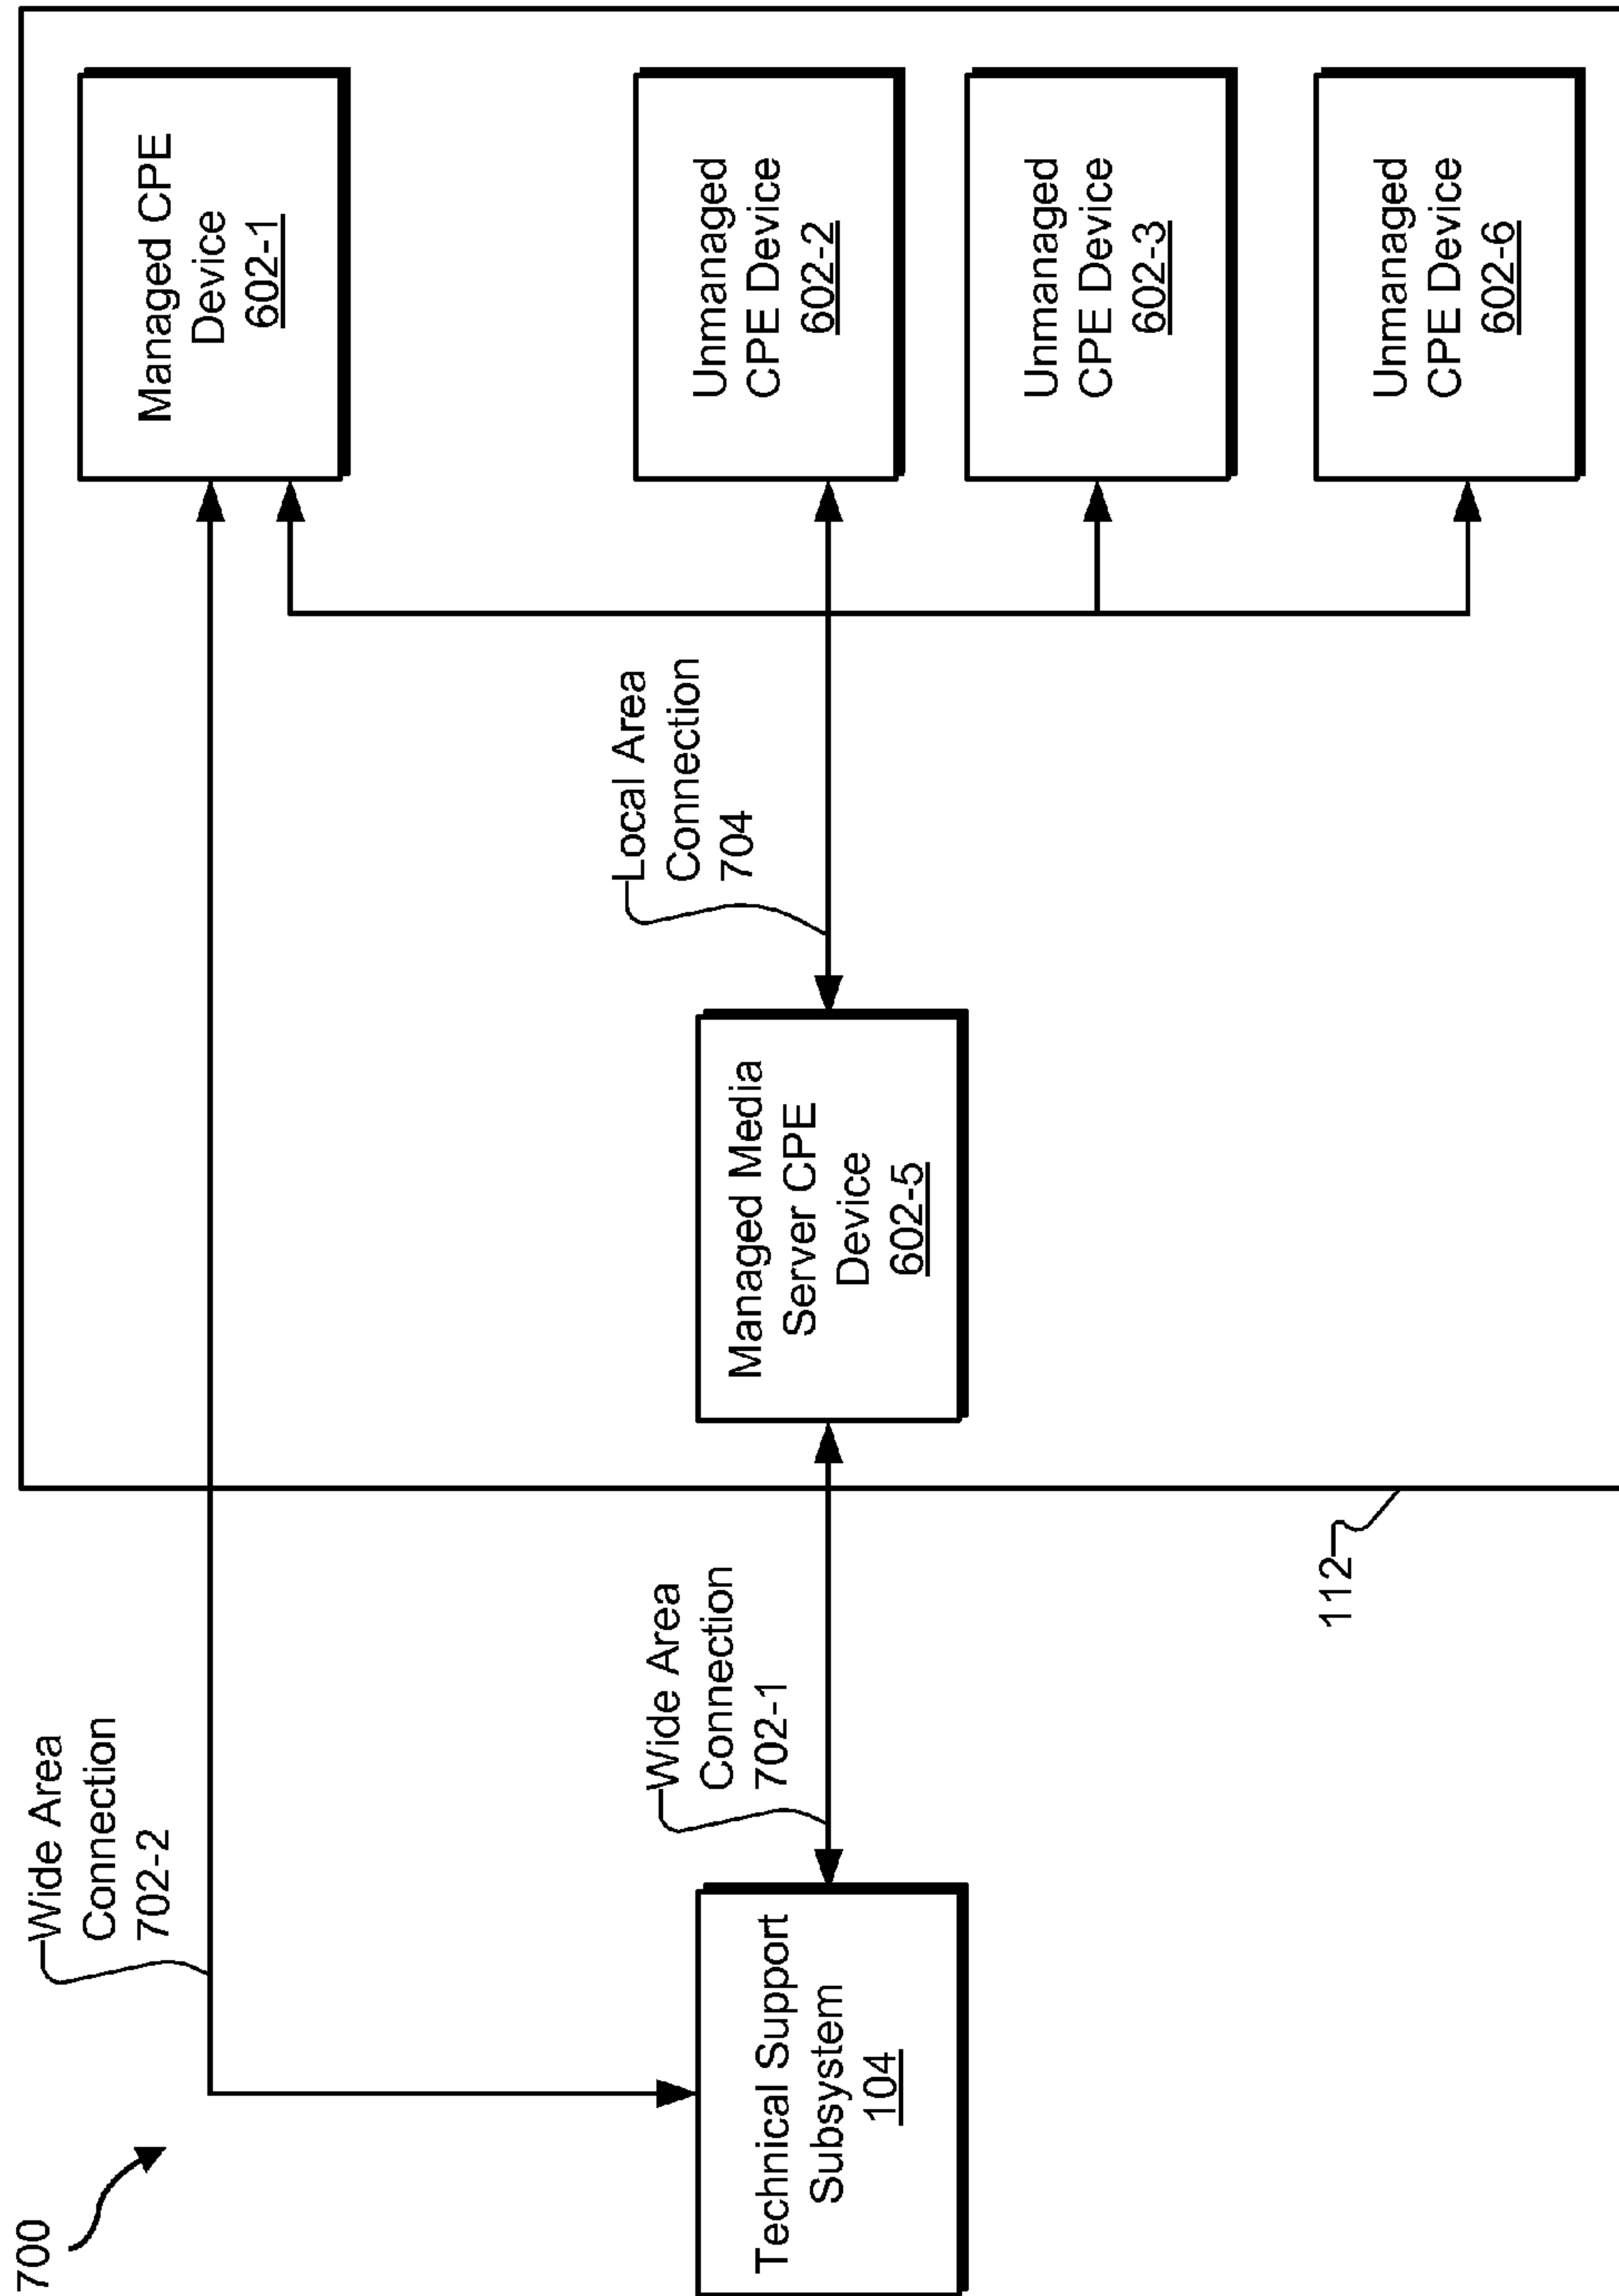 700
Wide Area
Connection
702-2
Technical Support
Subsystem
104
Wide Area
Connection
702-1
112
Managed Media
Server CPE
Device
602-5
Local Area
Connection
704
Managed CPE
Device
602-1
Unmanaged
CPE Device
602-2
Unmanaged
CPE Device
602-3
Unmanaged
CPE Device
602-6